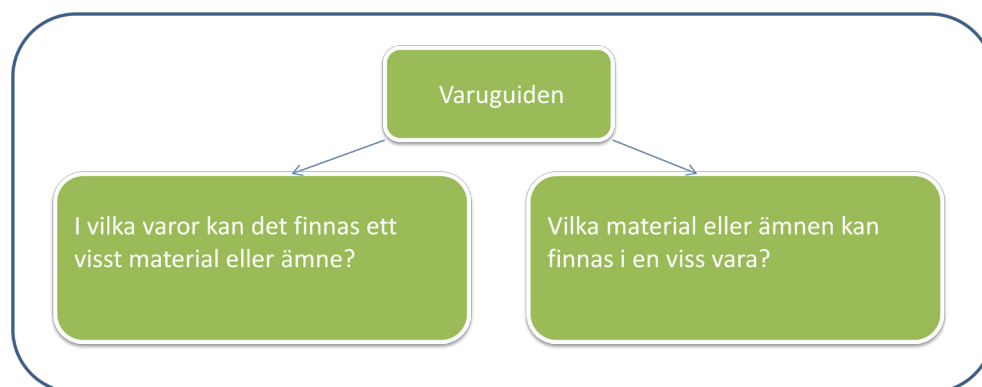 Varuguiden
I vilka varor kan det finnas ett
visst material eller ämne?
Vilka material eller ämnen kan
finnas i en viss vara?